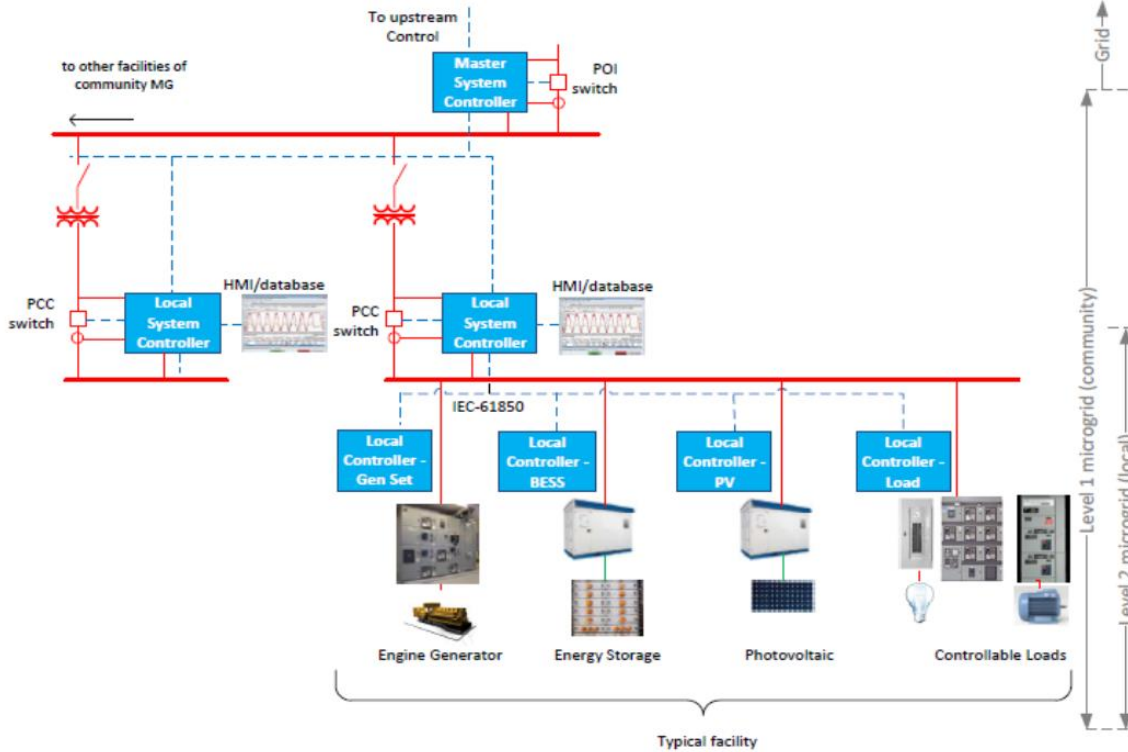 To upstream
Control
to other facilities of
community MG
Master
System
Controller
POI
switch
Grid
HMI/database
HMI/database
PCC
switch
Local
System
Controller
PCC
switch
Local
System
Controller
IEC-61850
Local
Controller -
Gen Set
Local
Controller -
BESS
Local
Controller -
PV
Local
Controller -
Load
Engine Generator
Energy Storage
Photovoltaic
Controllable Loads
Typical facility
Level 1 microgrid (community)
Level 2 microgrid (local)